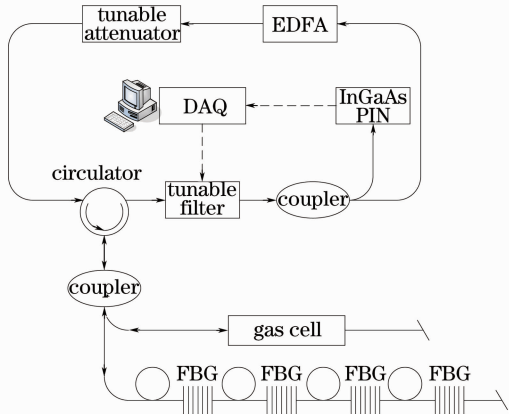 tunable
attenuator
EDFA
DAQ
InGaAs
PIN
circulator
tunable
filter
coupler
coupler
gas cell
FBG
FBG
FBG
FBG